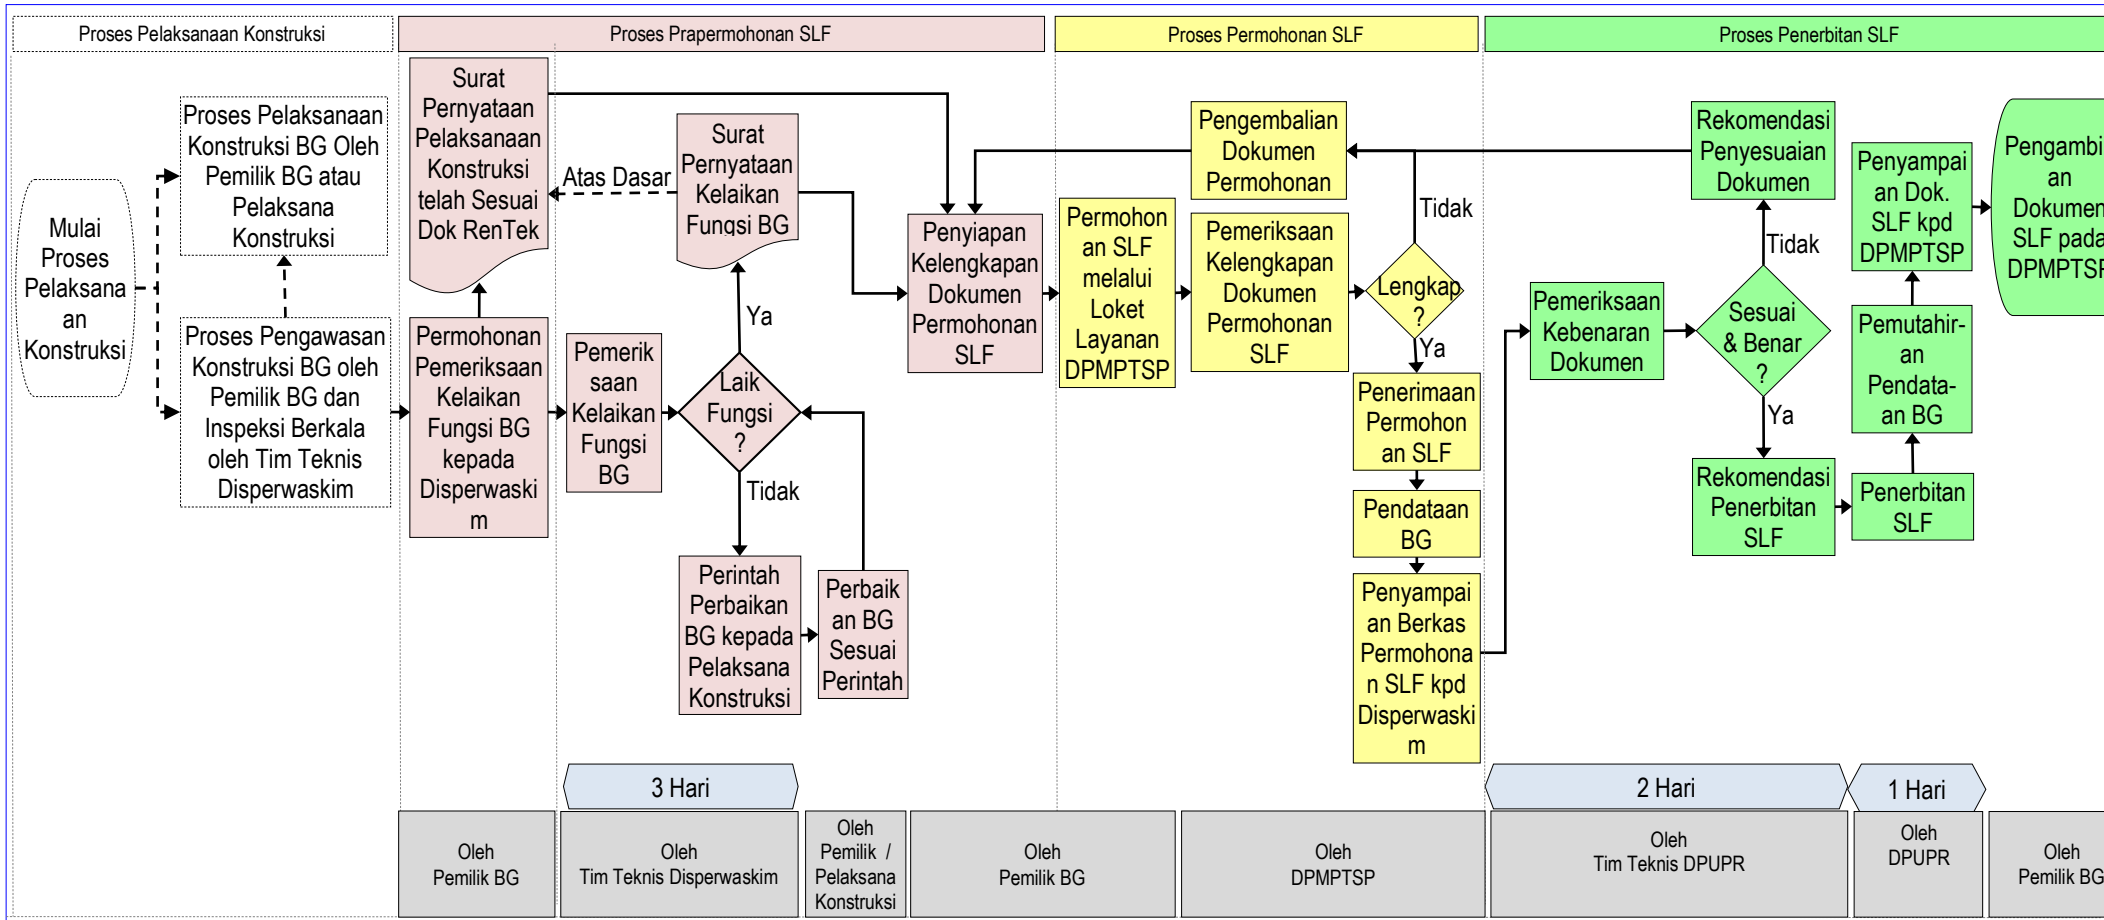 Proses Pelaksanaan Konstruksi
Proses Prapermohonan SLF
Proses Permohonan SLF
Proses Penerbitan SLF
Mulai
Proses
Pelaksana
an
Konstruksi
Proses Pelaksanaan
Konstruksi BG Oleh
Pemilik BG atau
Pelaksana
Konstruksi
Proses Pengawasan
Konstruksi BG oleh
Pemilik BG dan
Inspeksi Berkala
oleh Tim Teknis
Disperwaskim
Surat
Pernyataan
Pelaksanaan
Konstruksi
telah Sesuai
Dok RenTek
Permohonan
Pemeriksaan
Kelaikan
Fungsi BG
kepada
Disperwaski
m
Atas Dasar
Surat
Pernyataan
Kelaikan
Fungsi BG
Ya
Pemerik
saan
Kelaikan
Fungsi
BG
Laik
Fungsi
?
Tidak
Perintah
Perbaikan
BG kepada
Pelaksana
Konstruksi
Perbaik
an BG
Sesuai
Perintah
Penyiapan
Kelengkapan
Dokumen
Permohonan
SLF
Permohon
an SLF
melalui
Loket
Layanan
DPMPTSP
Pengembalian
Dokumen
Permohonan
Pemeriksaan
Kelengkapan
Dokumen
Permohonan
SLF
Tidak
Lengkap
?
Ya
Penerimaan
Permohon
an SLF
Pendataan
BG
Penyampai
an Berkas
Permohona
n SLF kpd
Disperwaski
m
Pemeriksaan
Kebenaran
Dokumen
Rekomendasi
Penyesuaian
Dokumen
Tidak
Sesuai
& Benar
?
Ya
Rekomendasi
Penerbitan
SLF
Penyampai
an Dok.
SLF kpd
DPMPTSP
Pemutahir-
an
Pendata-
an BG
Penerbitan
SLF
Pengambil
an
Dokumen
SLF pada
DPMPTSP
3 Hari
2 Hari
1 Hari
Oleh
Pemilik BG
Oleh
Tim Teknis Disperwaskim
Oleh
Pemilik /
Pelaksana
Konstruksi
Oleh
Pemilik BG
Oleh
DPMPTSP
Oleh
Tim Teknis DPUPR
Oleh
DPUPR
Oleh
Pemilik BG